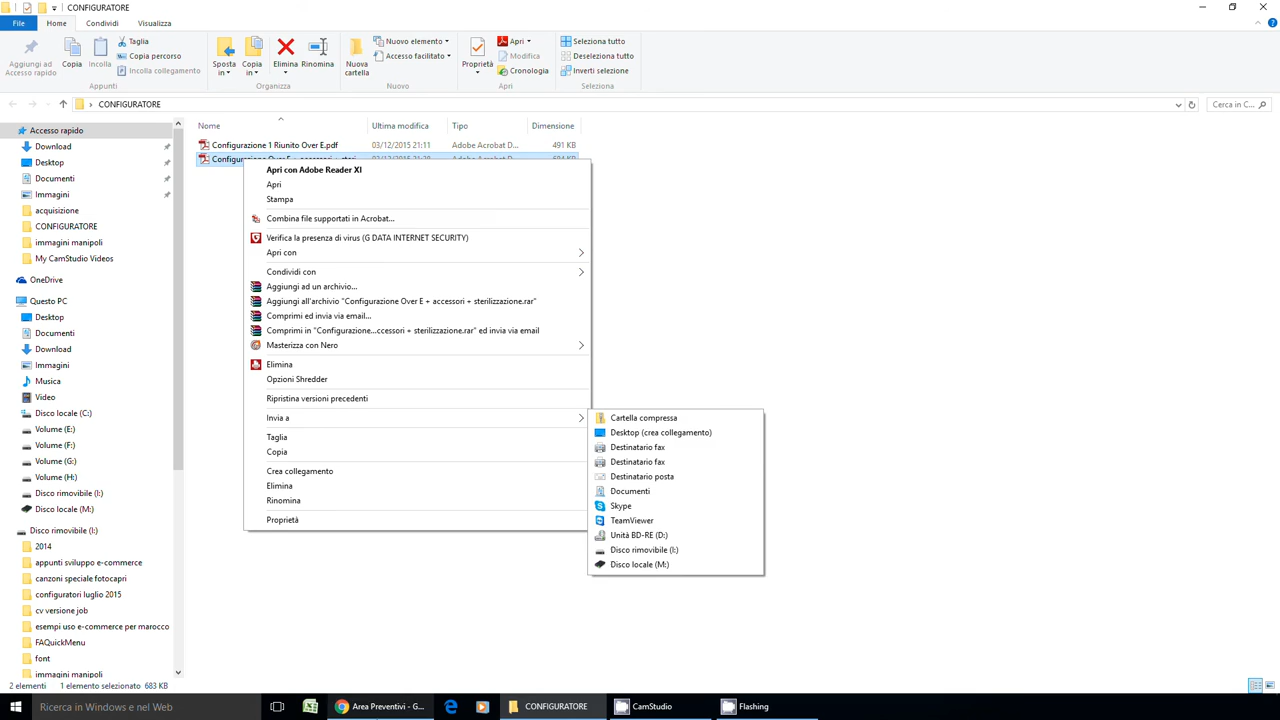 CONFIGURATORE
File Home Condividi Visualizza
Aggiungi ad Accesso rapido
Copia
Incolla
Taglia
Copia percorso
Incolla collegamento
Appunti
Sposta in
Copia in
Elimina
Rinomina
Organizza
Nuova cartella
Nuovo elemento
Accesso facilitato
Nuovo
Proprietà
Apri
Modifica
Cronologia
Apri
Seleziona tutto
Deseleziona tutto
Inverti selezione
Seleziona
CONFIGURATORE
Cerca in C...
Nome Ultima modifica Tipo Dimensione
Configurazione 1 Riunito Over E.pdf 03/12/2015 21:11 Adobe Acrobat D... 491 KB
Accesso rapido
Download
Desktop
Documenti
Immagini
acquisizione
CONFIGURATORE
immagini manipoli
My CamStudio Videos
OneDrive
Questo PC
Desktop
Documenti
Download
Immagini
Musica
Video
Disco locale (C:)
Volume (E:)
Volume (F:)
Volume (G:)
Volume (H:)
Disco rimovibile (I:)
Disco locale (M:)
Disco rimovibile (I:)
2014
appunti sviluppo e-commerce
canzoni speciale fotocapri
configuratori luglio 2015
cv versione job
esempi uso e-commerce per marocco
FAQuickMenu
font
immagini manipoli
Apri con Adobe Reader XI
Apri
Stampa
Combina file supportati in Acrobat...
Verifica la presenza di virus (G DATA INTERNET SECURITY)
Apri con
Condividi con
Aggiungi ad un archivio...
Aggiungi all'archivio "Configurazione Over E + accessori + sterilizzazione.rar"
Comprimi ed invia via email...
Comprimi in "Configurazione...ccessori + sterilizzazione.rar" ed invia via email
Masterizza con Nero
Elimina
Opzioni Shredder
Ripristina versioni precedenti
Invia a
Taglia
Copia
Crea collegamento
Elimina
Rinomina
Proprietà
Cartella compressa
Desktop (crea collegamento)
Destinatario fax
Destinatario fax
Destinatario posta
Documenti
Skype
TeamViewer
Unità BD-RE (D:)
Disco rimovibile (I:)
Disco locale (M:)
2 elementi 1 elemento selezionato 683 KB
Ricerca in Windows e nel Web
Area Preventivi - G...
CONFIGURATORE
CamStudio
Flashing